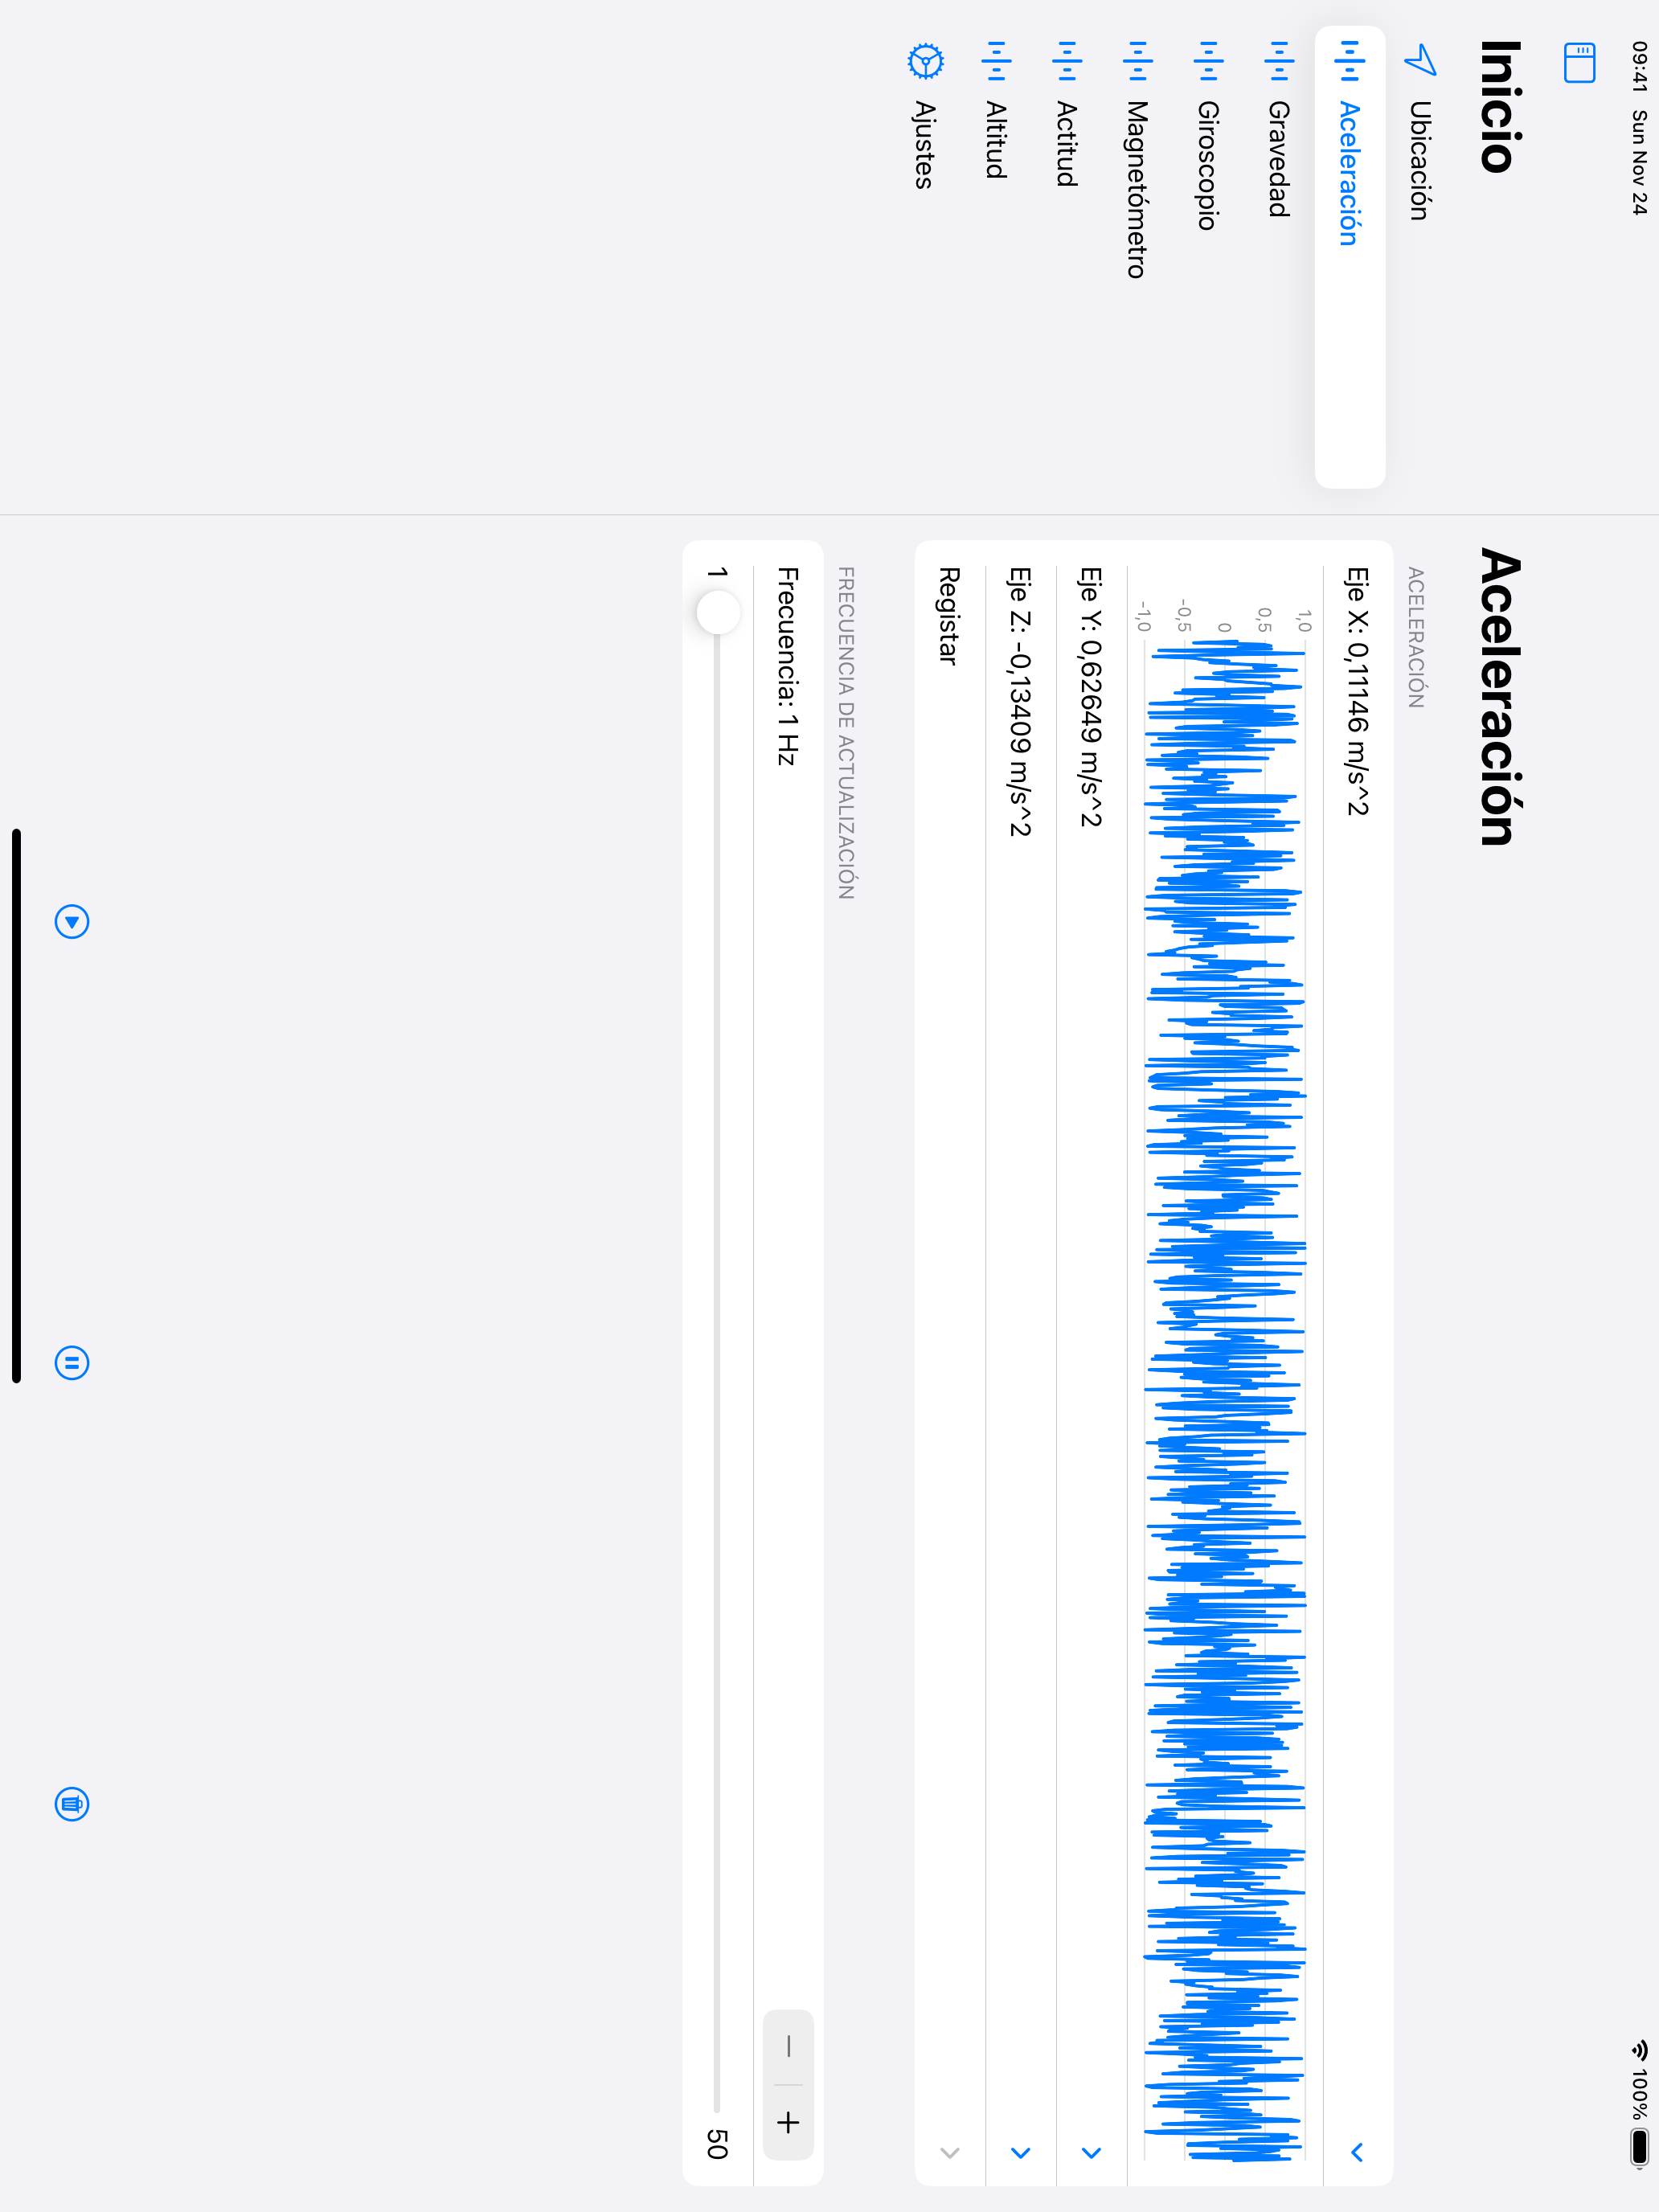 09:41 Sun Nov 24
100%
Inicio
Ubicación
Aceleración
Gravedad
Giroscopio
Magnetómetro
Actitud
Altitud
Ajustes
Aceleración
ACELERACIÓN
Eje X: 0,11146 m/s^2
1,0
0,5
0
-0,5
-1,0
Eje Y: 0,62649 m/s^2
Eje Z: -0,13409 m/s^2
Registar
FRECUENCIA DE ACTUALIZACIÓN
Frecuencia: 1 Hz
1 50